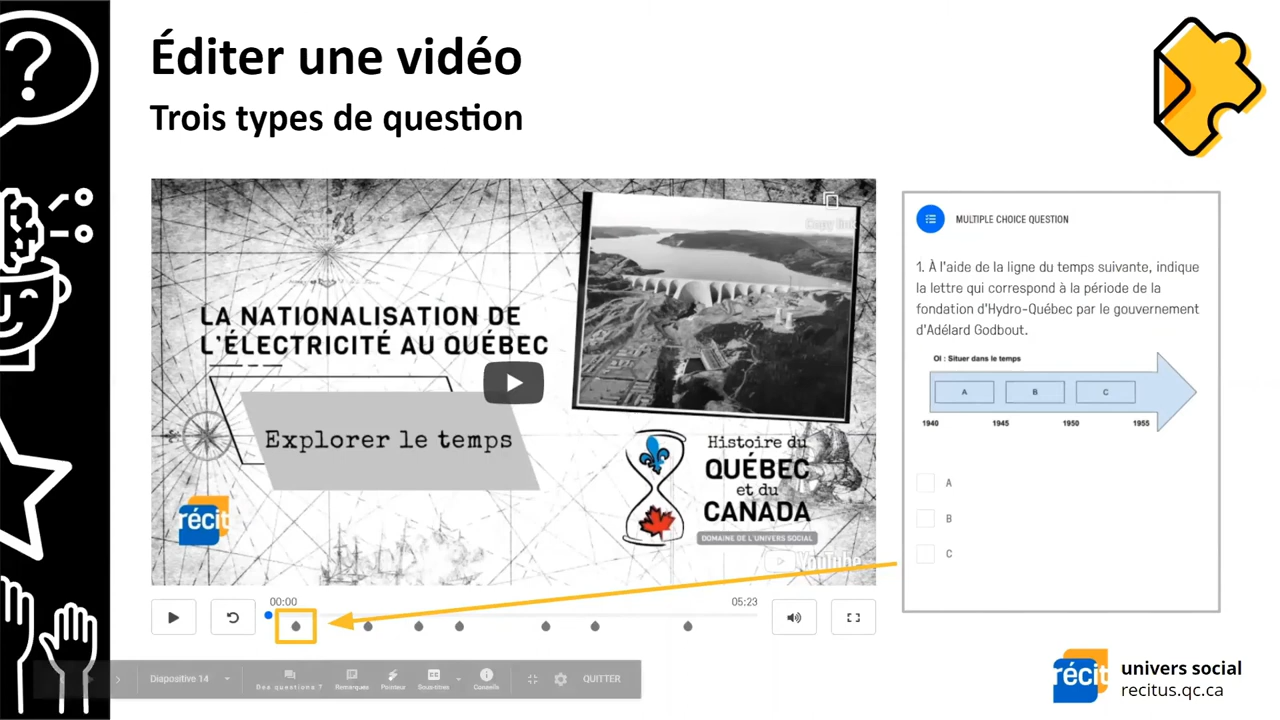 Éditer une vidéo
Trois types de question
LA NATIONALISATION DE
L'ÉLECTRICITÉ AU QUÉBEC
Explorer le temps
récit
Histoire du
QUÉBEC
et du
CANADA
DOMAINE DE L'UNIVERS SOCIAL
YouTube
00:00
05:23
MULTIPLE CHOICE QUESTION
1. À l'aide de la ligne du temps suivante, indique
la lettre qui correspond à la période de la
fondation d'Hydro-Québec par le gouvernement
d'Adélard Godbout.
OI : Situer dans le temps
A B C
1940 1945 1950 1955
A
B
C
Diapositive 14
Des questions ?
Remarques
Pointeur
Sous-titres
Conseils
QUITTER
récit
univers social
recitus.qc.ca